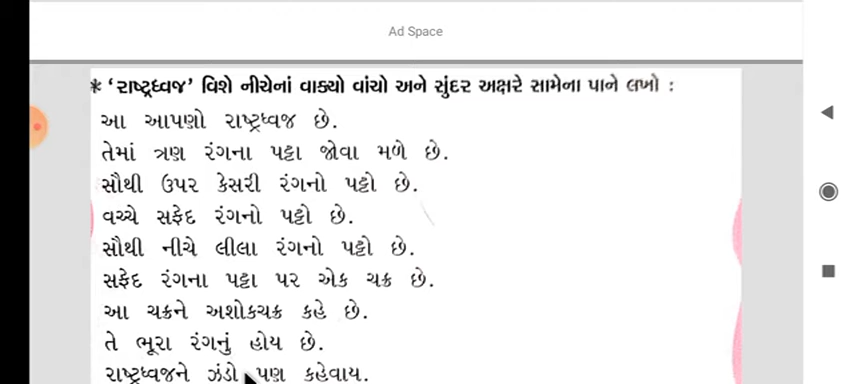 Ad Space
* 'રાષ્ટ્રધ્વજ' વિશે નીચેનાં વાક્યો વાંચો અને સુંદર અક્ષરે સામેના પાને લખો :
આ આપણો રાષ્ટ્રધ્વજ છે.
તેમાં ત્રણ રંગના પટ્ટા જોવા મળે છે.
સૌથી ઉપર કેસરી રંગનો પટ્ટો છે.
વચ્ચે સફેદ રંગનો પટ્ટો છે.
સૌથી નીચે લીલા રંગનો પટ્ટો છે.
સફેદ રંગના પટ્ટા પર એક ચક્ર છે.
આ ચક્રને અશોકચક્ર કહે છે.
તે ભૂરા રંગનું હોય છે.
રાષ્ટ્રધ્વજને ઝંડો પણ કહેવાય.